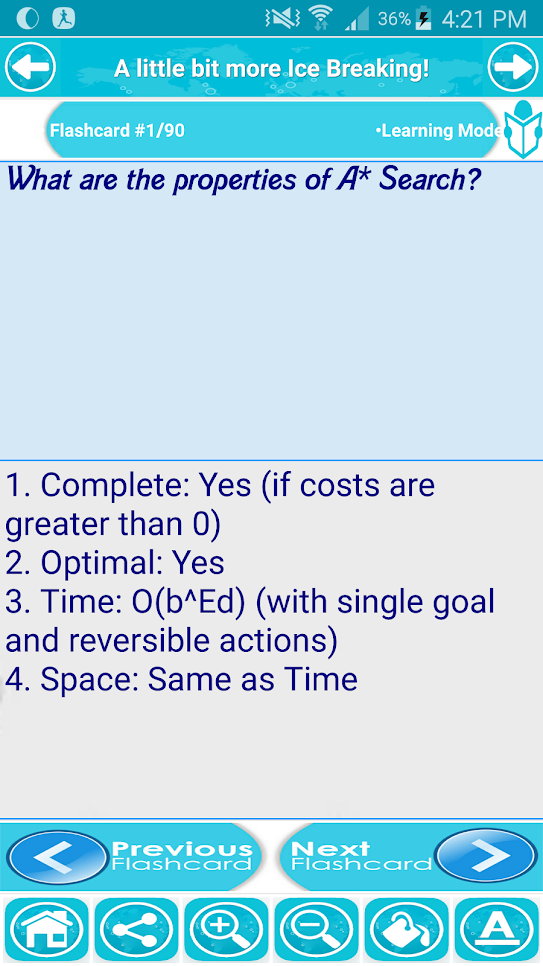 36% 4:21 PM
A little bit more Ice Breaking!
Flashcard #1/90 •Learning Mode
What are the properties of A* Search?
1. Complete: Yes (if costs are
greater than 0)
2. Optimal: Yes
3. Time: O(b^Ed) (with single goal
and reversible actions)
4. Space: Same as Time
Previous Next
Flashcard Flashcard
A